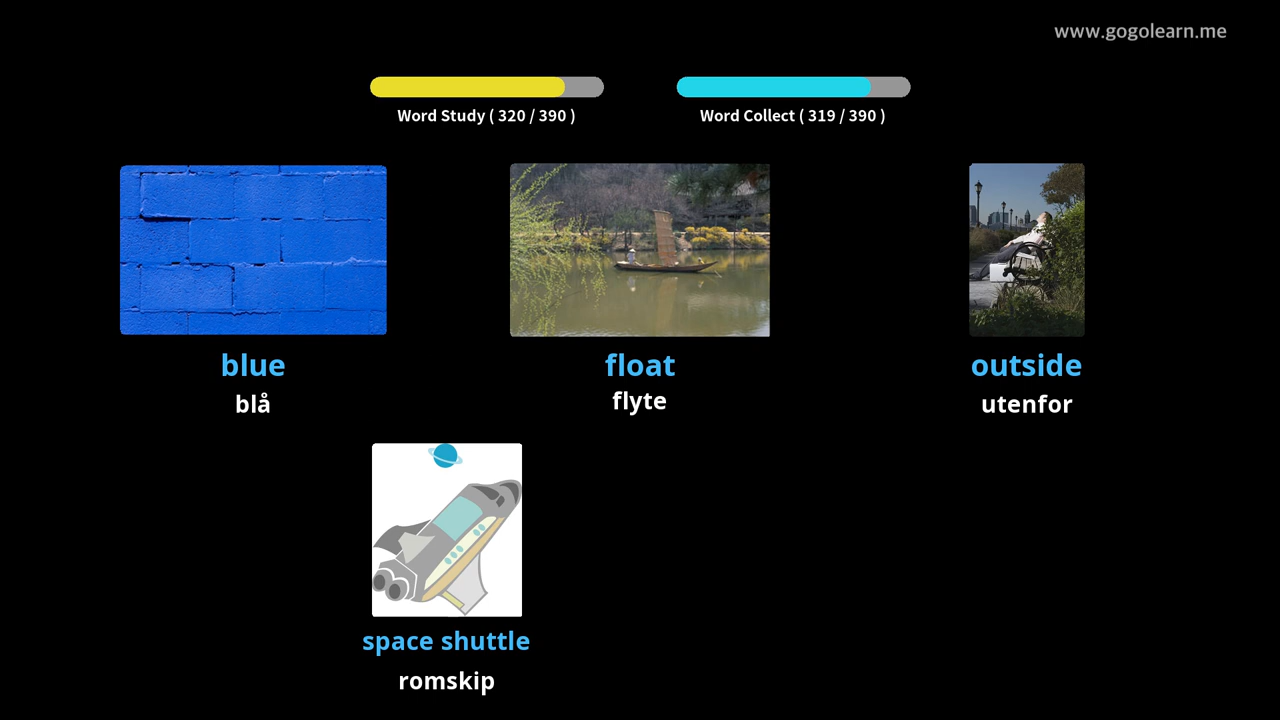 www.gogolearn.me
Word Study ( 320 / 390 )
Word Collect ( 319 / 390 )
blue
blå
float
flyte
outside
utenfor
space shuttle
romskip